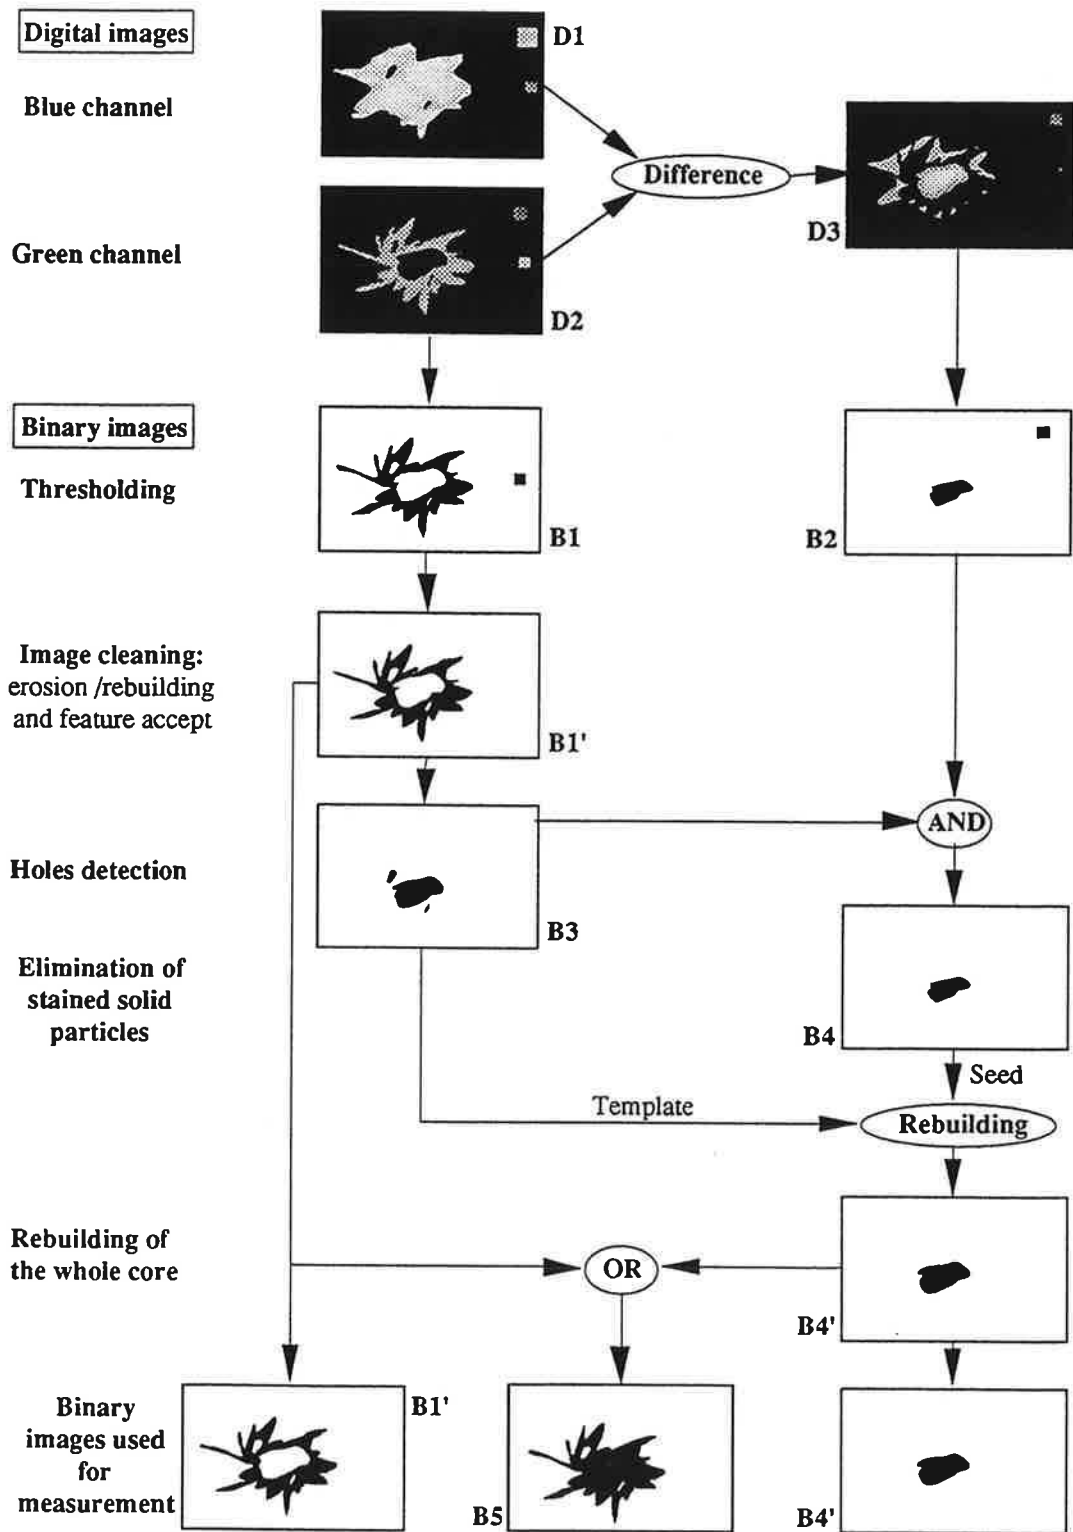 Digital images
D1
Blue channel
Difference
D3
Green channel
D2
Binary images
Thresholding
B1
B2
Image cleaning:
erosion /rebuilding
and feature accept
B1'
AND
Holes detection
B3
Elimination of
stained solid
particles
B4
Seed
Template
Rebuilding
Rebuilding of
the whole core
OR
B4'
Binary
images used
for
measurement
B1'
B5
B4'